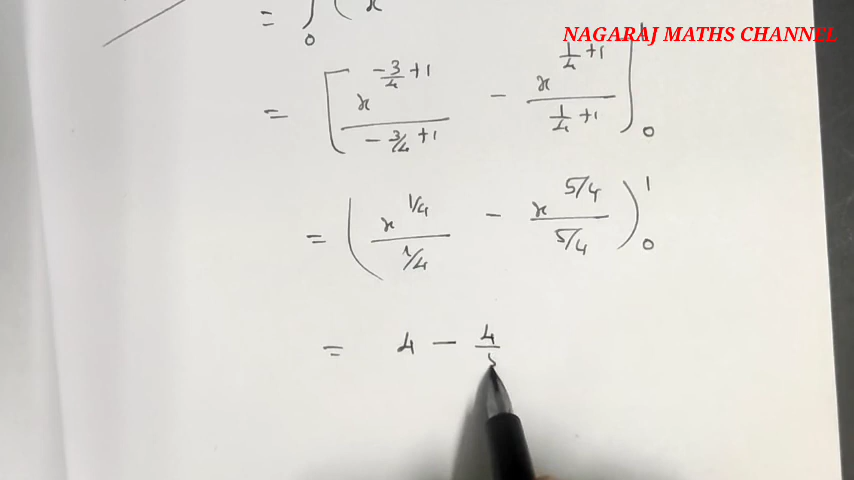 NAGARAJ MATHS CHANNEL
= ∫₀ ( x
= [ x^(-3/4 + 1) / (-3/4 + 1) - x^(1/4 + 1) / (1/4 + 1) ]₀¹
= ( x^(1/4) / (1/4) - x^(5/4) / (5/4) )₀¹
= 4 - 4/5